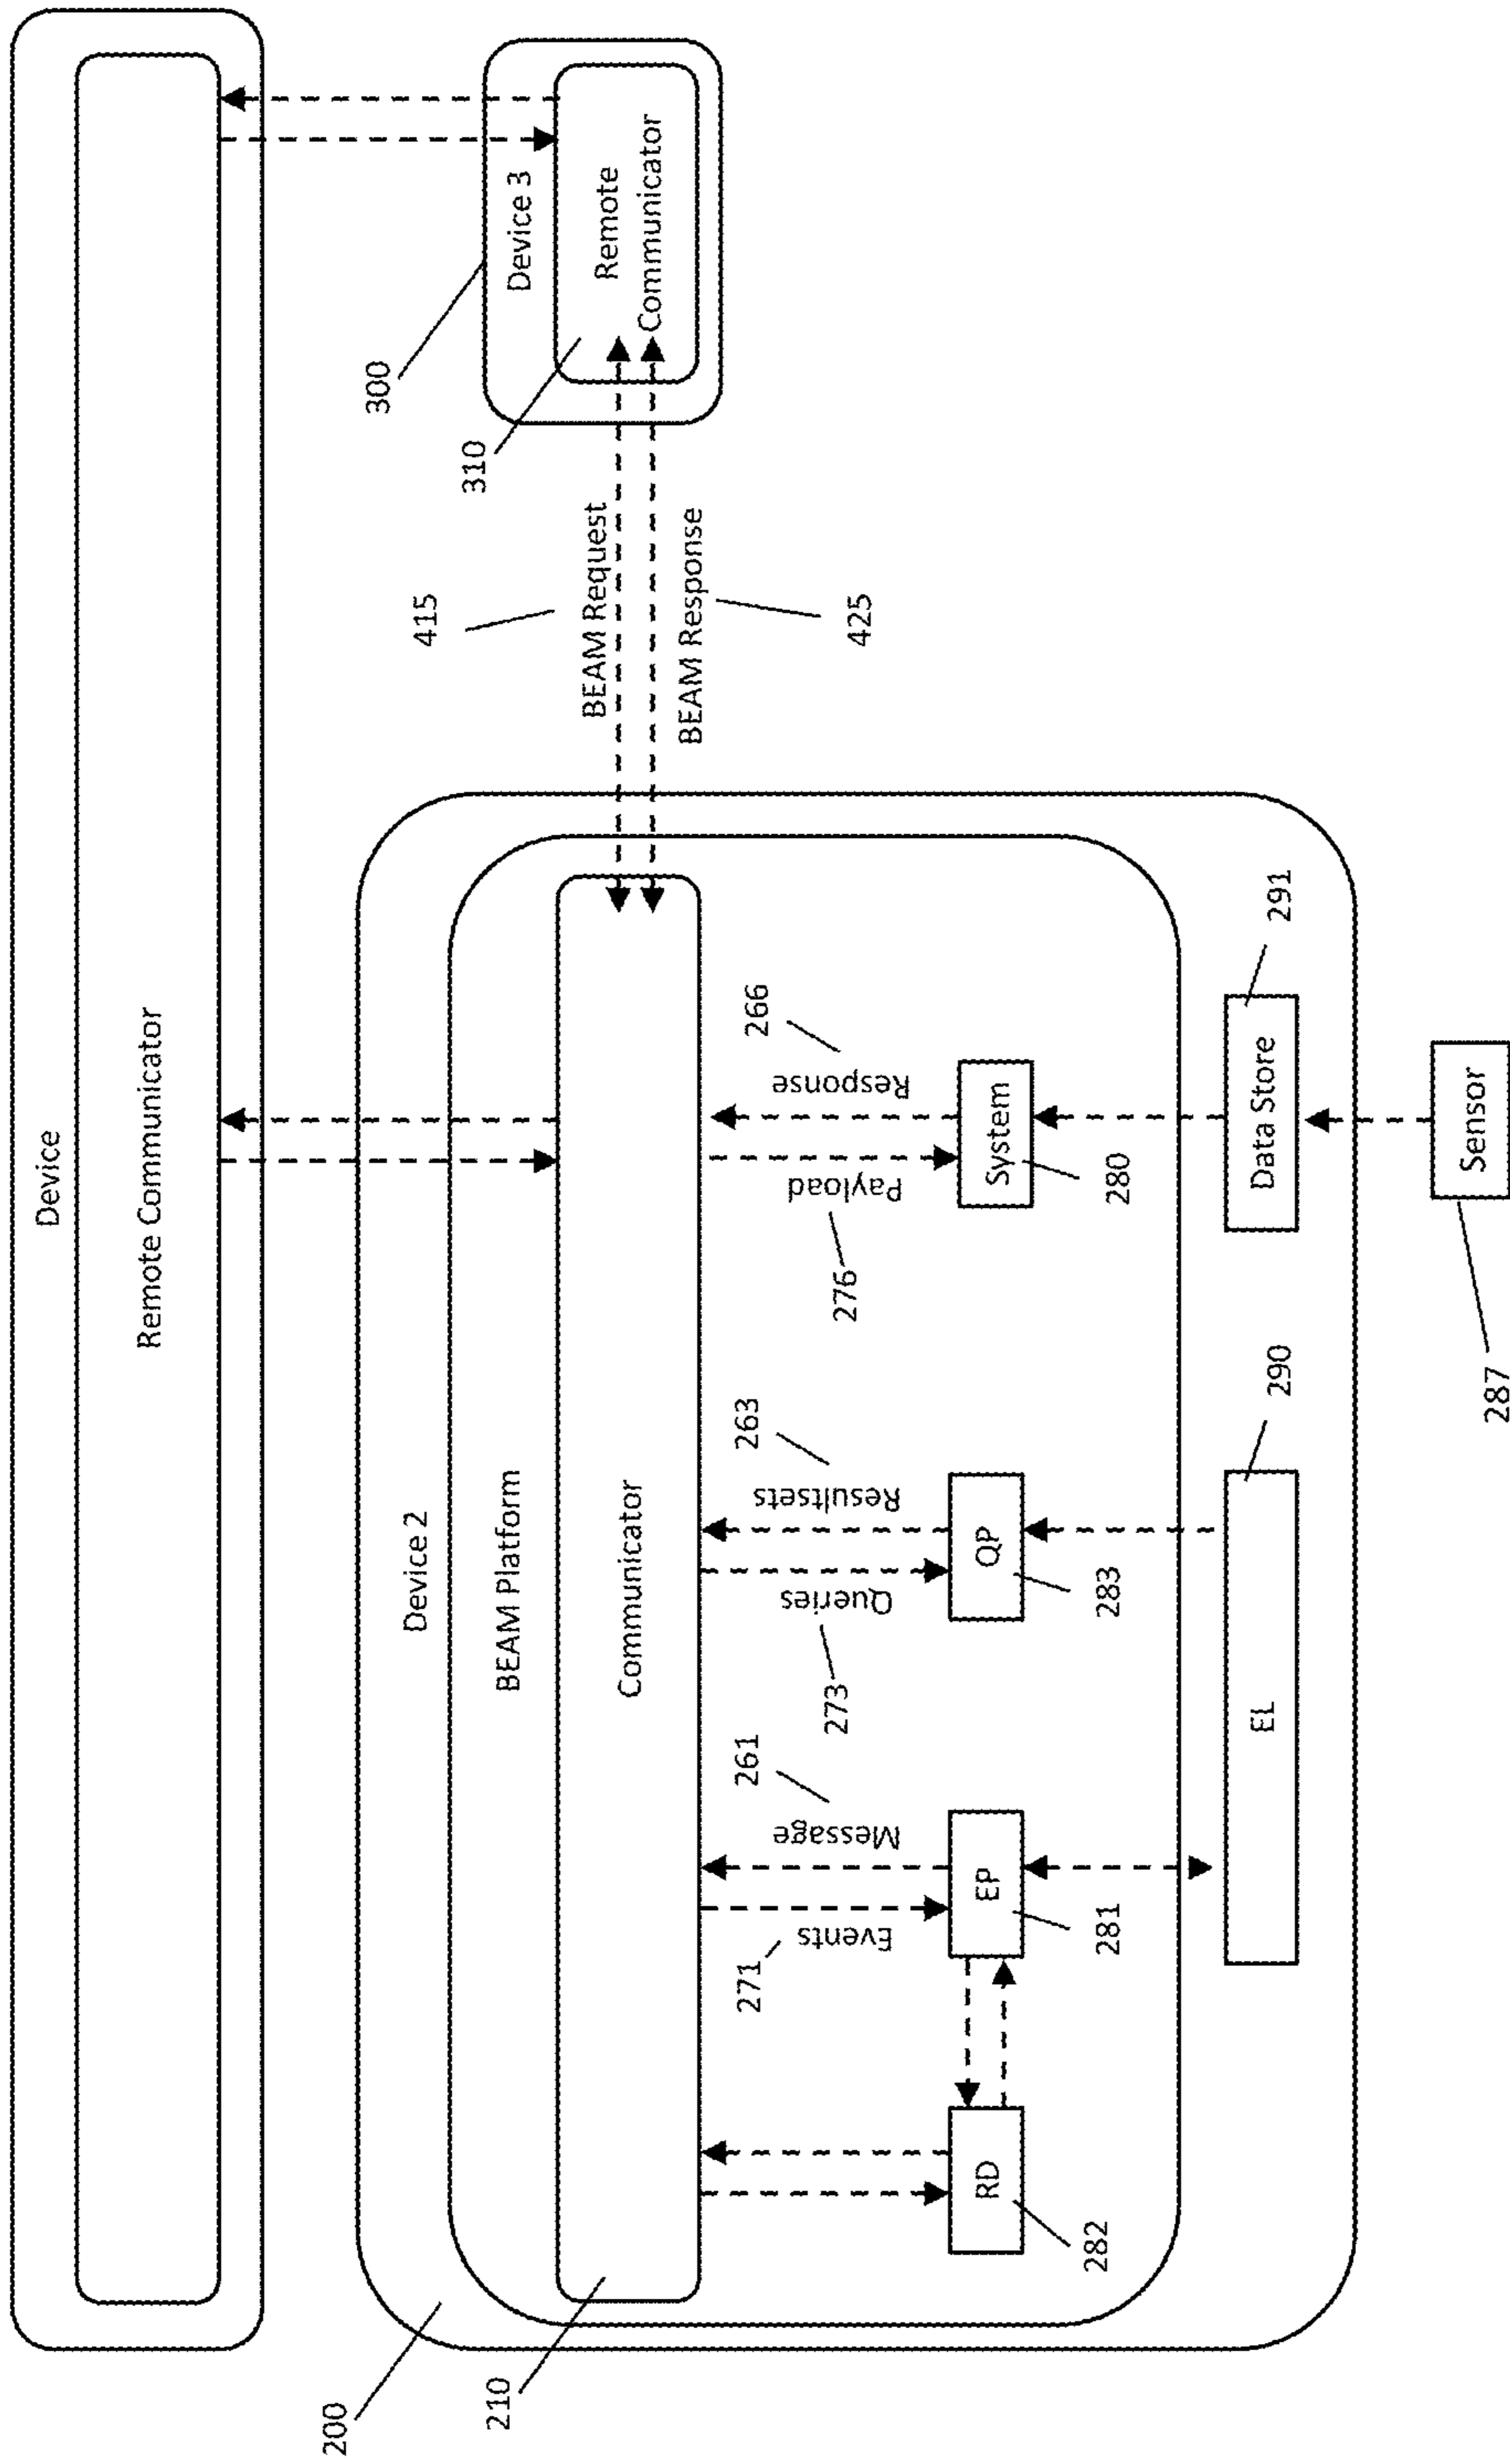 Device
Remote Communicator
300
Device 3
Remote
Communicator
310
415
BEAM Request
BEAM Response
425
200
Device 2
BEAM Platform
210
Communicator
271
Events
Message
261
273
Queries
Resultsets
263
276
Payload
Response
266
RD
282
EP
281
QP
283
System
280
EL
290
Data Store
291
287
Sensor